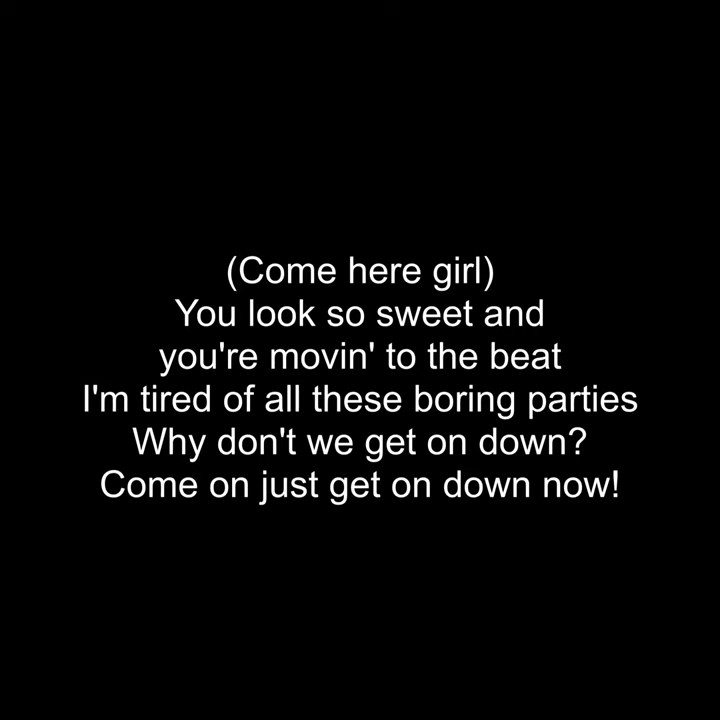 (Come here girl)
You look so sweet and
you're movin' to the beat
I'm tired of all these boring parties
Why don't we get on down?
Come on just get on down now!